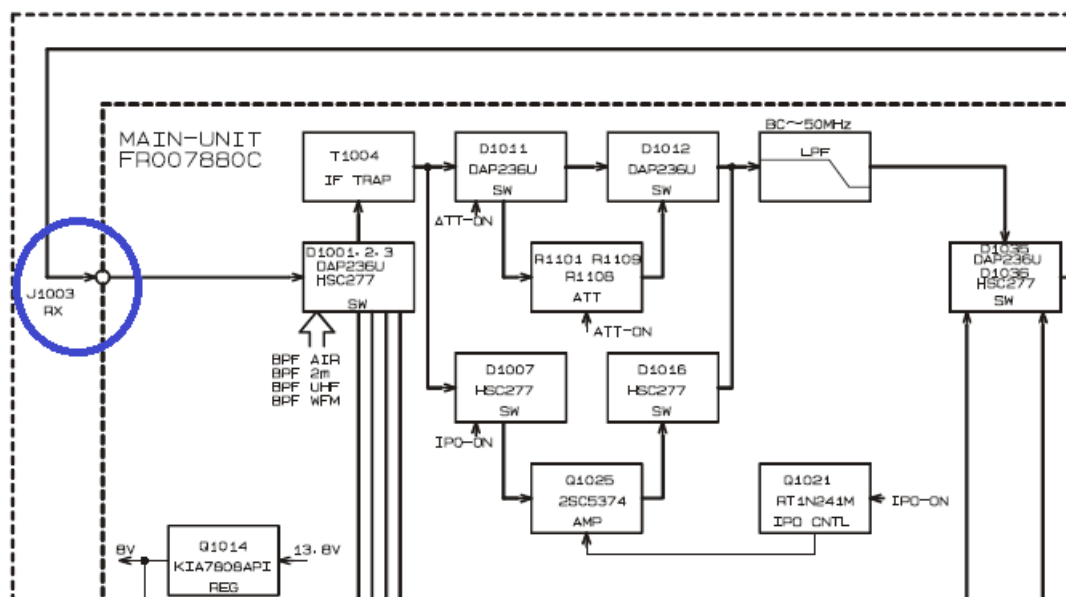 MAIN-UNIT
FR007880C
T1004
IF TRAP
D1011
DAP236U
SW
ATT-ON
D1012
DAP236U
SW
BC〜50MHz
LPF
J1003
RX
D1001.2.3
DAP236U
HSC277
SW
BPF AIR
BPF 2m
BPF UHF
BPF WFM
R1101 R1109
R1108
ATT
ATT-ON
D1035
DAP236U
D1036
HSC277
SW
D1007
HSC277
SW
IPO-ON
D1016
HSC277
SW
Q1025
2SC5374
AMP
Q1021
RT1N241M
IPO CNTL
IPO-ON
8V
Q1014
KIA7808API
REG
13.8V